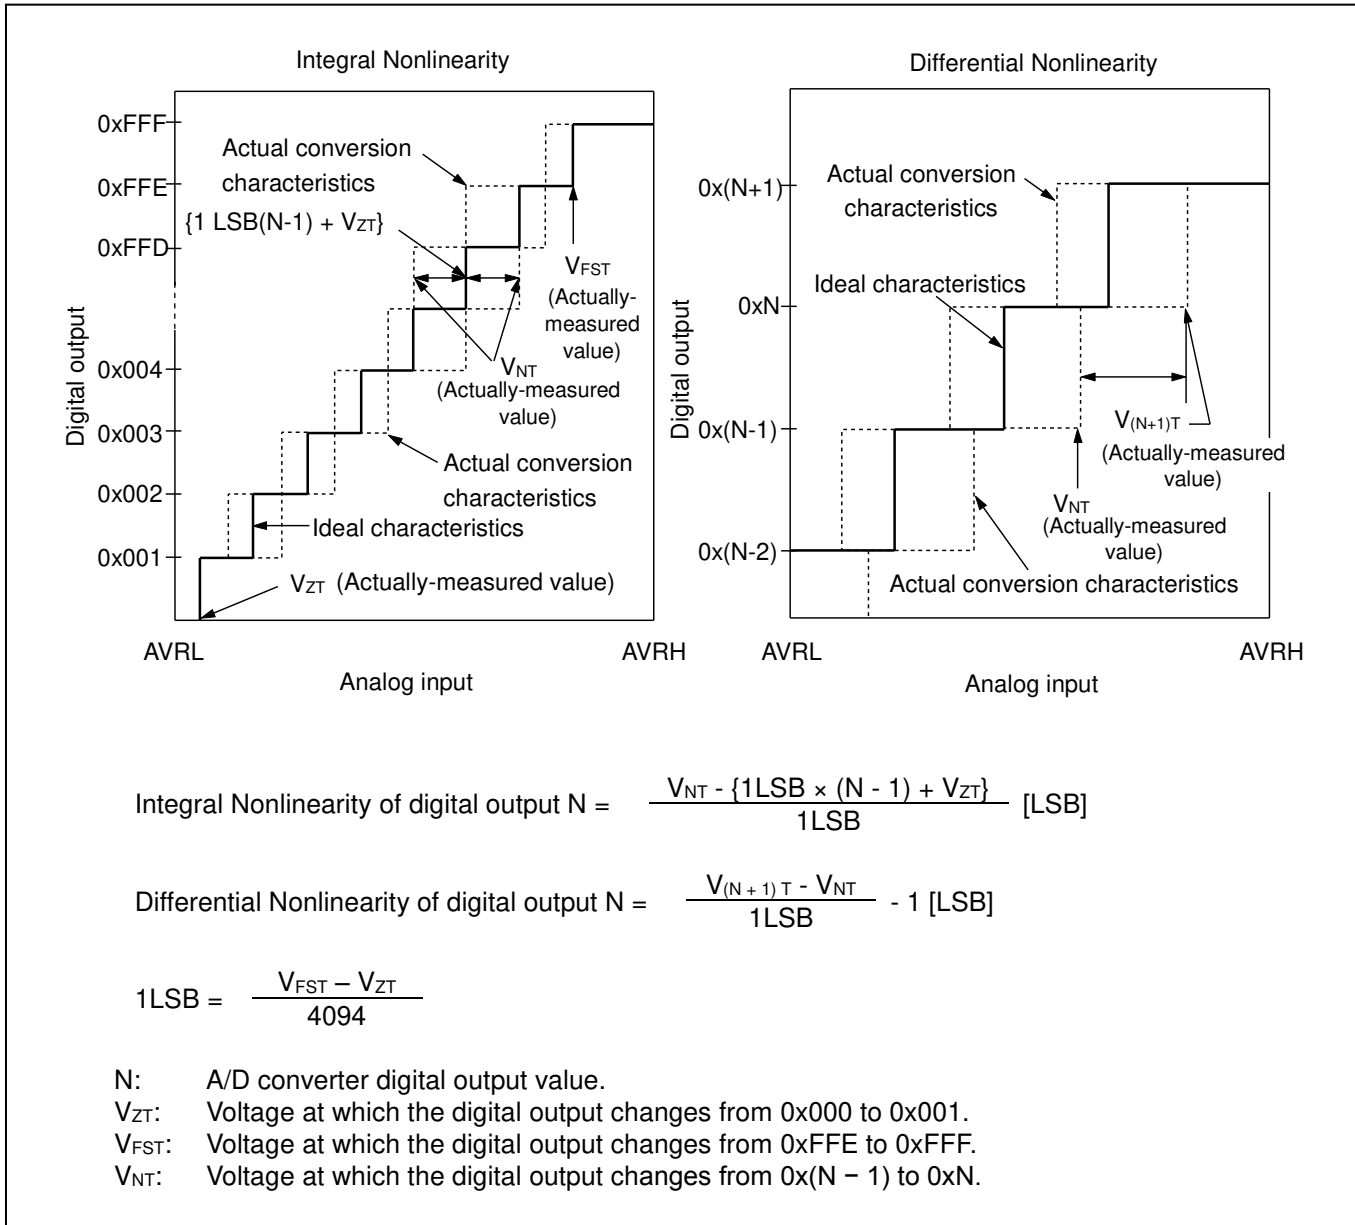 Integral Nonlinearity
0xFFF
0xFFE
0xFFD
0x004
0x003
0x002
0x001
Digital output
Actual conversion
characteristics
{1 LSB(N-1) + VZT}
VFST
(Actually-
measured
value)
VNT
(Actually-measured
value)
Actual conversion
characteristics
Ideal characteristics
VZT (Actually-measured value)
AVRL
AVRH
Analog input
Differential Nonlinearity
0x(N+1)
0xN
0x(N-1)
0x(N-2)
Digital output
Actual conversion
characteristics
Ideal characteristics
V(N+1)T
(Actually-measured
value)
VNT
(Actually-measured
value)
Actual conversion characteristics
AVRL
AVRH
Analog input
Integral Nonlinearity of digital output N =
VNT - {1LSB × (N - 1) + VZT}
1LSB
[LSB]
Differential Nonlinearity of digital output N =
V(N + 1) T - VNT
1LSB
- 1 [LSB]
1LSB =
VFST – VZT
4094
N: A/D converter digital output value.
VZT: Voltage at which the digital output changes from 0x000 to 0x001.
VFST: Voltage at which the digital output changes from 0xFFE to 0xFFF.
VNT: Voltage at which the digital output changes from 0x(N − 1) to 0xN.